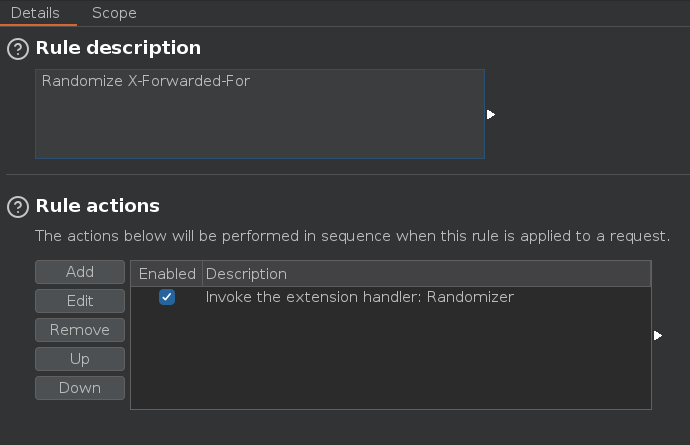 Details Scope
? Rule description
Randomize X-Forwarded-For
? Rule actions
The actions below will be performed in sequence when this rule is applied to a request.
Add
Edit
Remove
Up
Down
Enabled Description
Invoke the extension handler: Randomizer